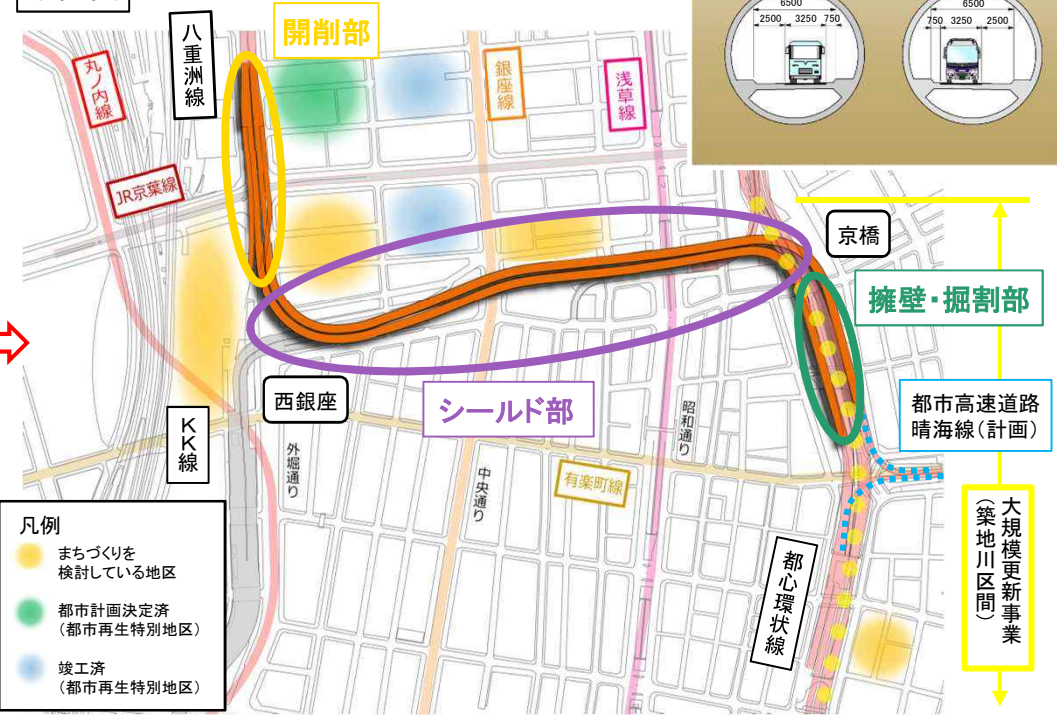 開削部
八重洲線
丸ノ内線
銀座線
浅草線
JR京葉線
6500
2500 3250 750
6500
750 3250 2500
京橋
擁壁・掘割部
西銀座
シールド部
都市高速道路
晴海線(計画)
KK線
外堀通り
中央通り
昭和通り
有楽町線
都心環状線
大規模更新事業
(築地川区間)
凡例
まちづくりを
検討している地区
都市計画決定済
(都市再生特別地区)
竣工済
(都市再生特別地区)